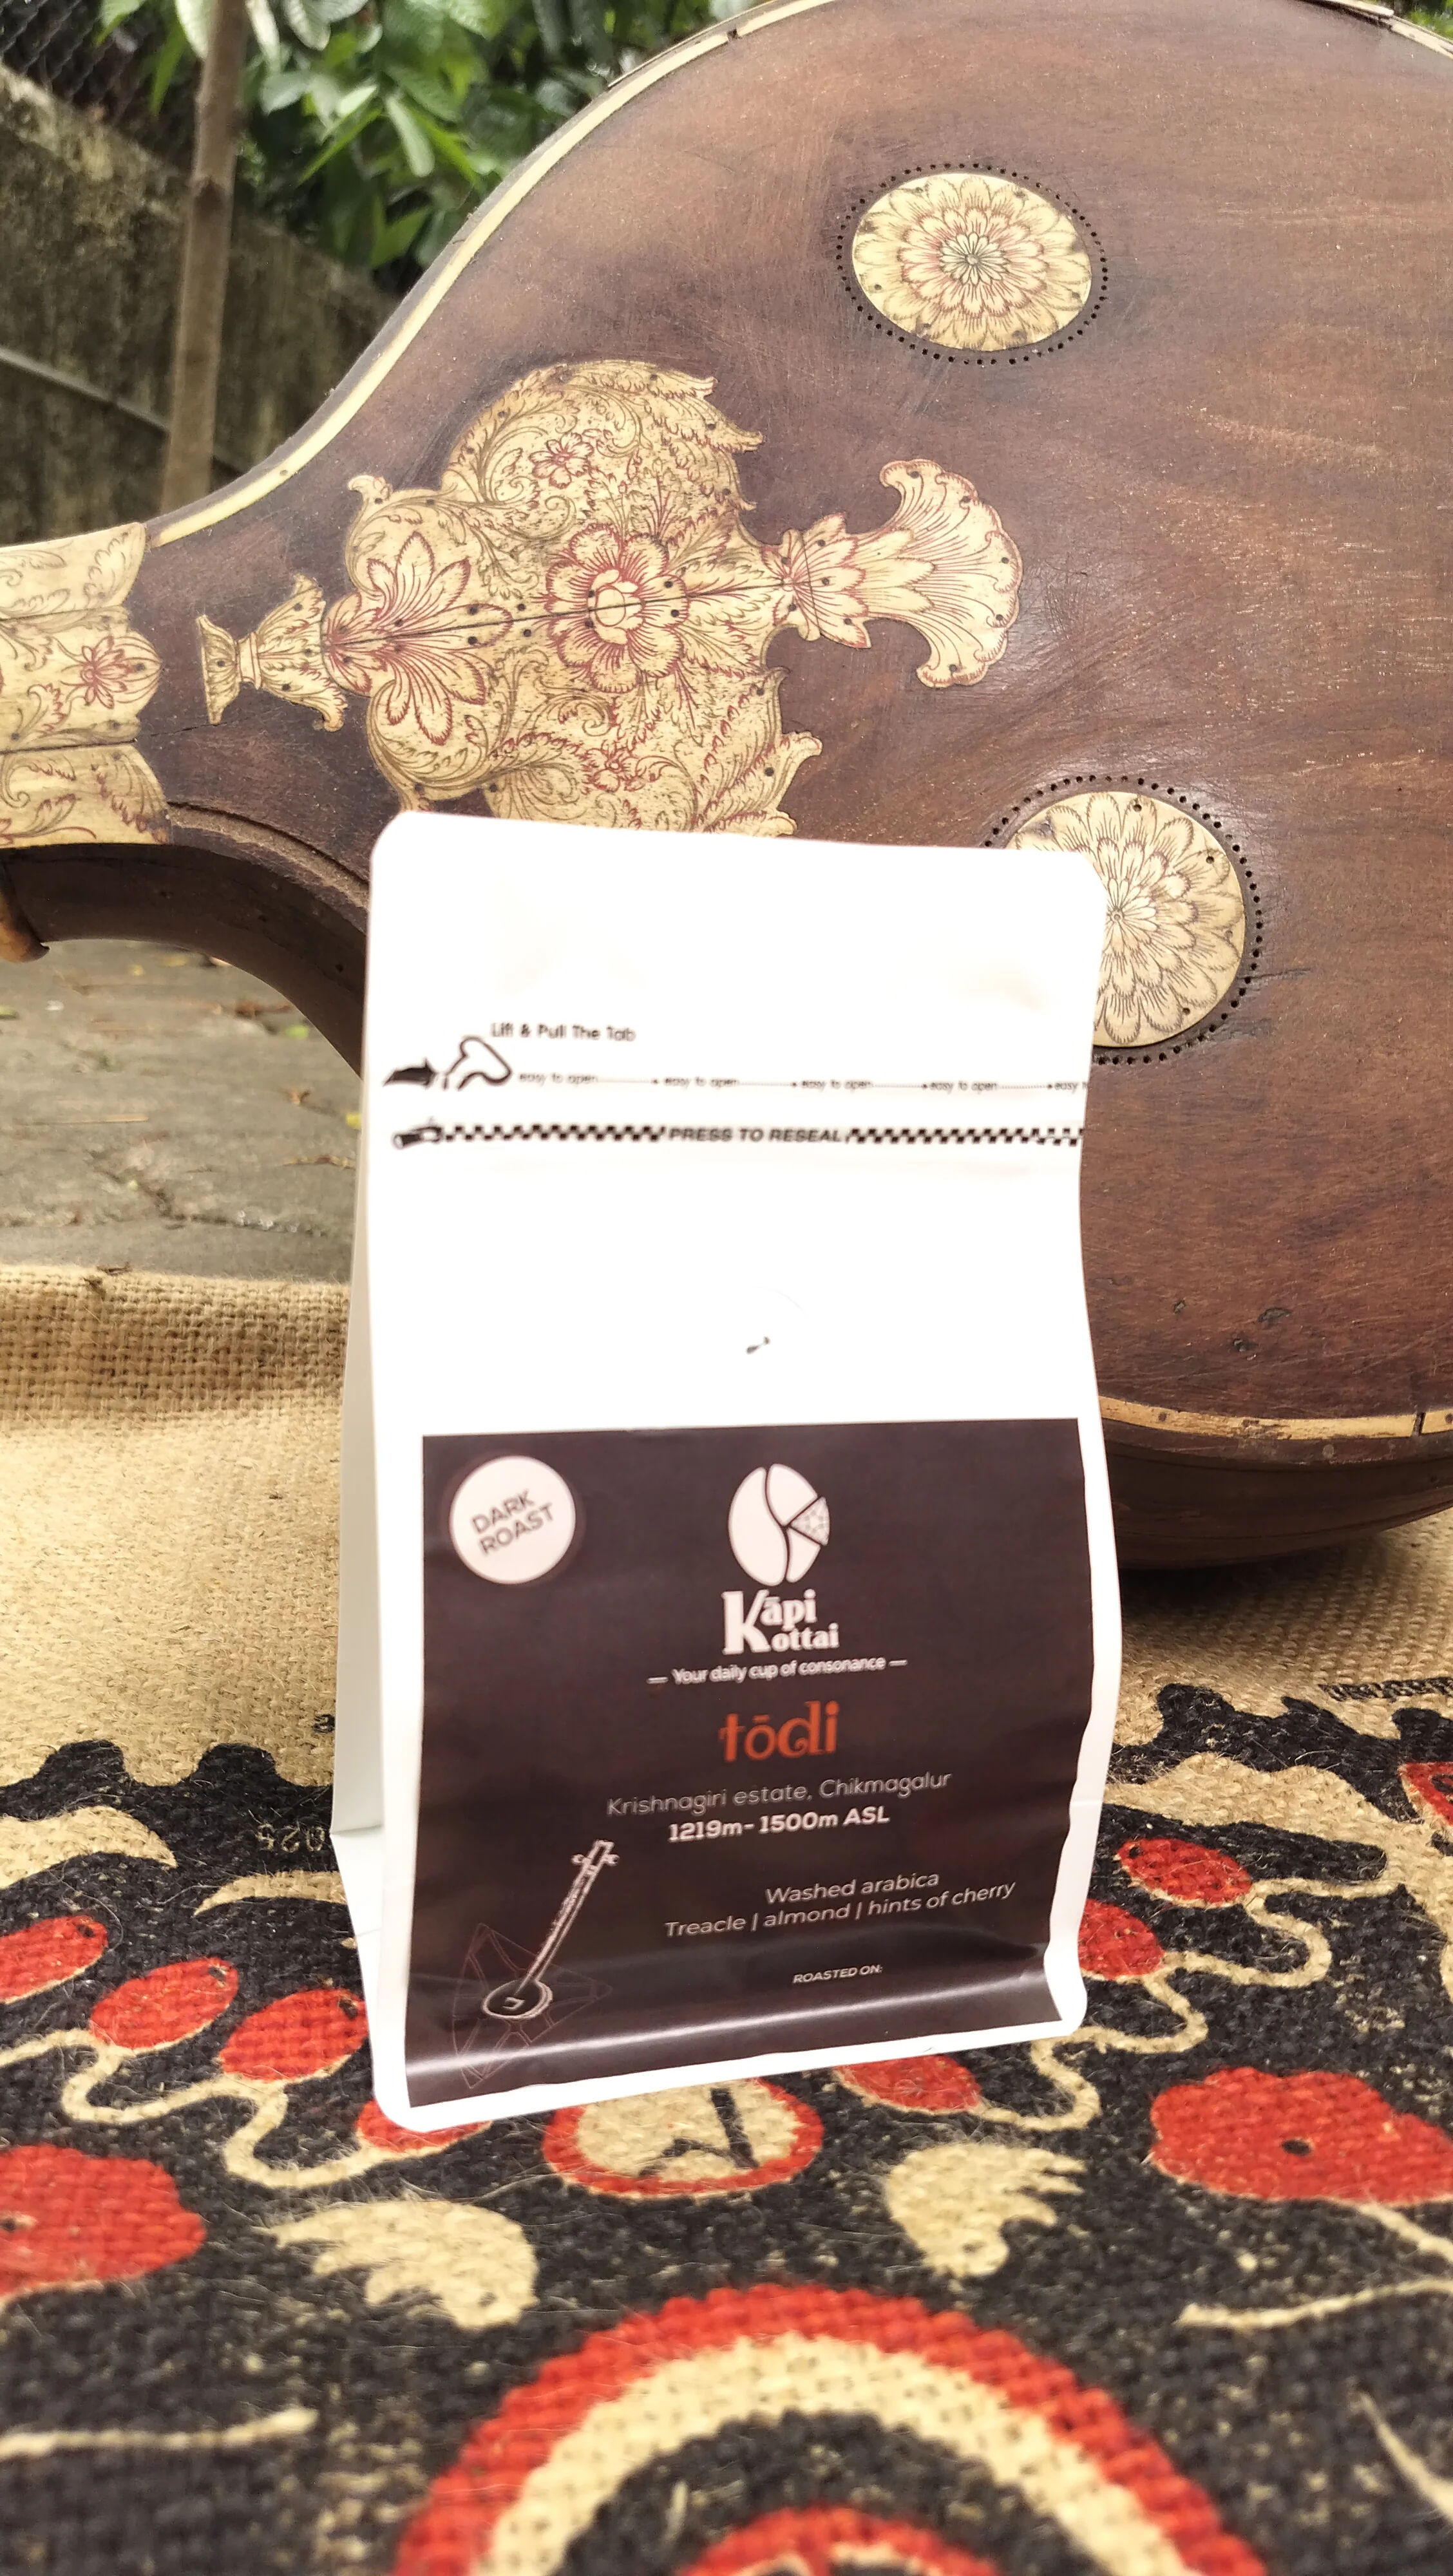 Lift & Pull The Tab
easy to open easy to open easy to open easy to open easy
PRESS TO RESEAL
DARK
ROAST
Kāpi
Kottai
— Your daily cup of consonance —
tōdi
Krishnagiri estate, Chikmagalur
1219m- 1500m ASL
Washed arabica
Treacle | almond | hints of cherry
ROASTED ON: